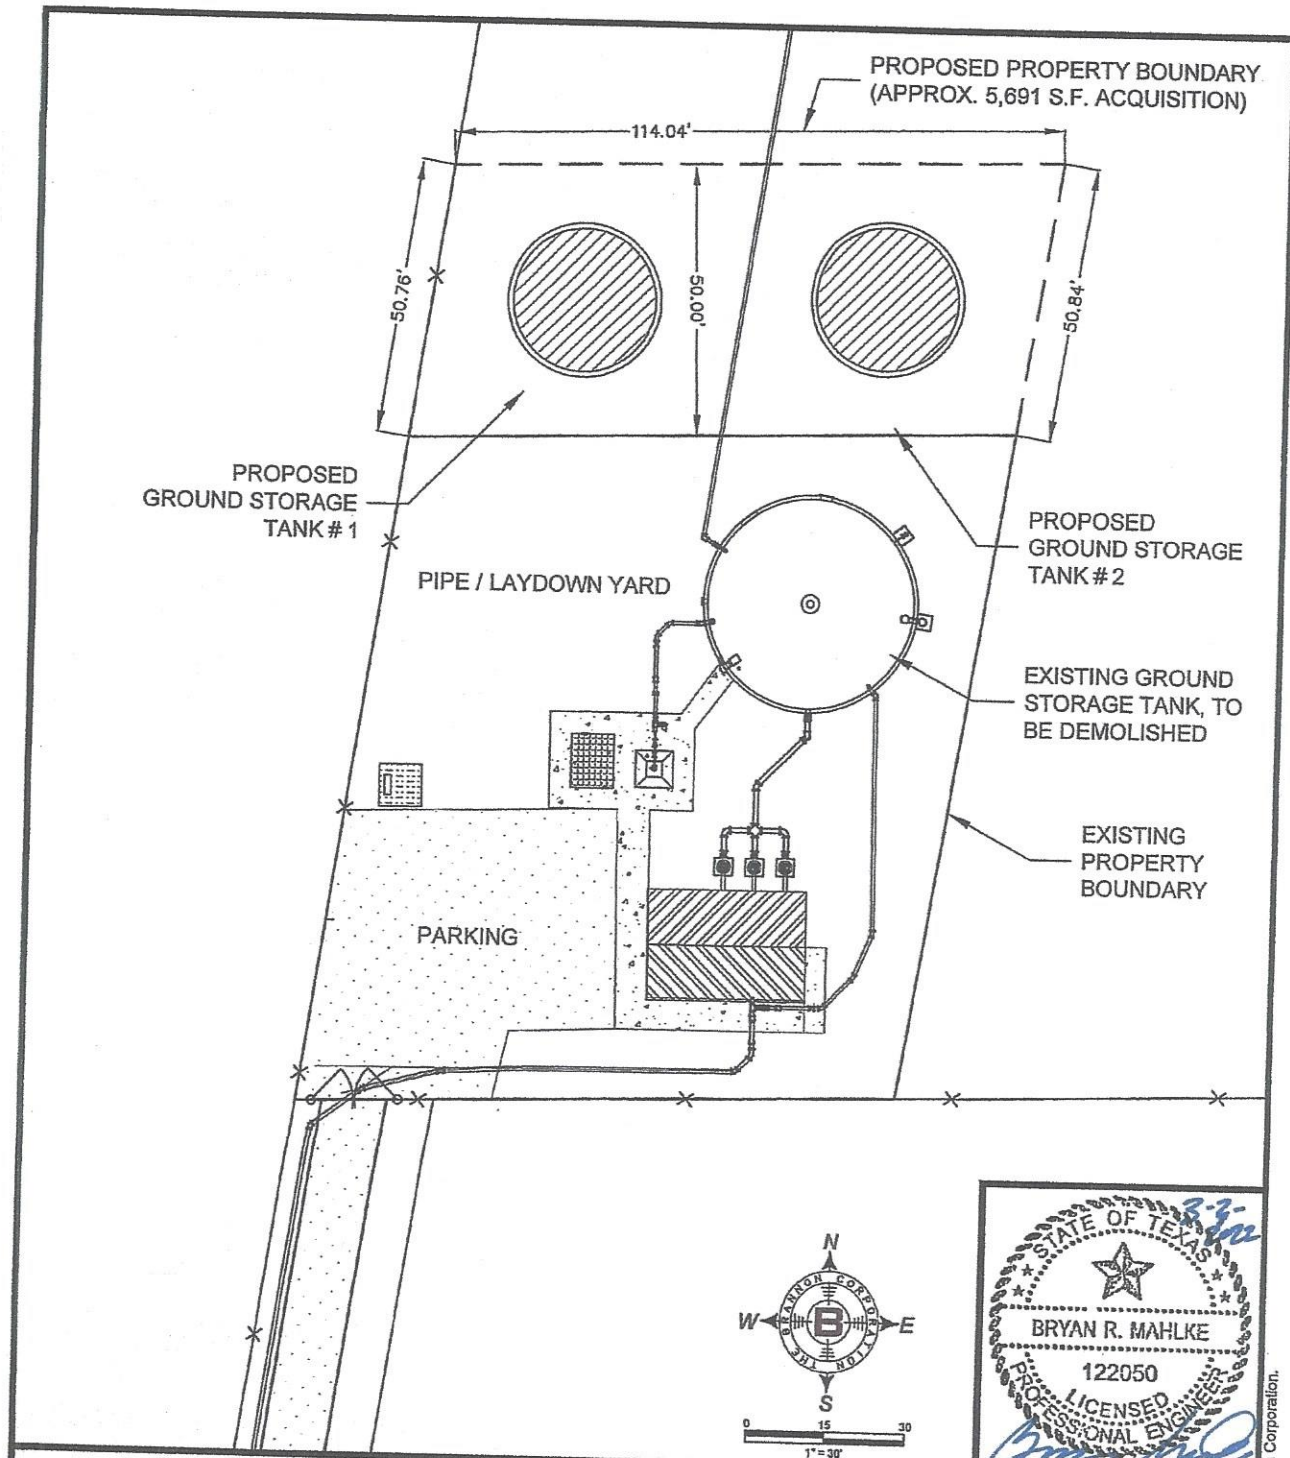 PROPOSED PROPERTY BOUNDARY
(APPROX. 5,691 S.F. ACQUISITION)
114.04'
50.76'
50.00'
50.84'
PROPOSED
GROUND STORAGE
TANK # 1
PROPOSED
GROUND STORAGE
TANK # 2
PIPE / LAYDOWN YARD
EXISTING GROUND
STORAGE TANK, TO
BE DEMOLISHED
EXISTING
PROPERTY
BOUNDARY
PARKING
N
W
E
S
THE BRANNON CORPORATION
B
0 15 30
1" = 30'
3-2-
2022
STATE OF TEXAS
BRYAN R. MAHLKE
122050
LICENSED
PROFESSIONAL ENGINEER
Corporation.